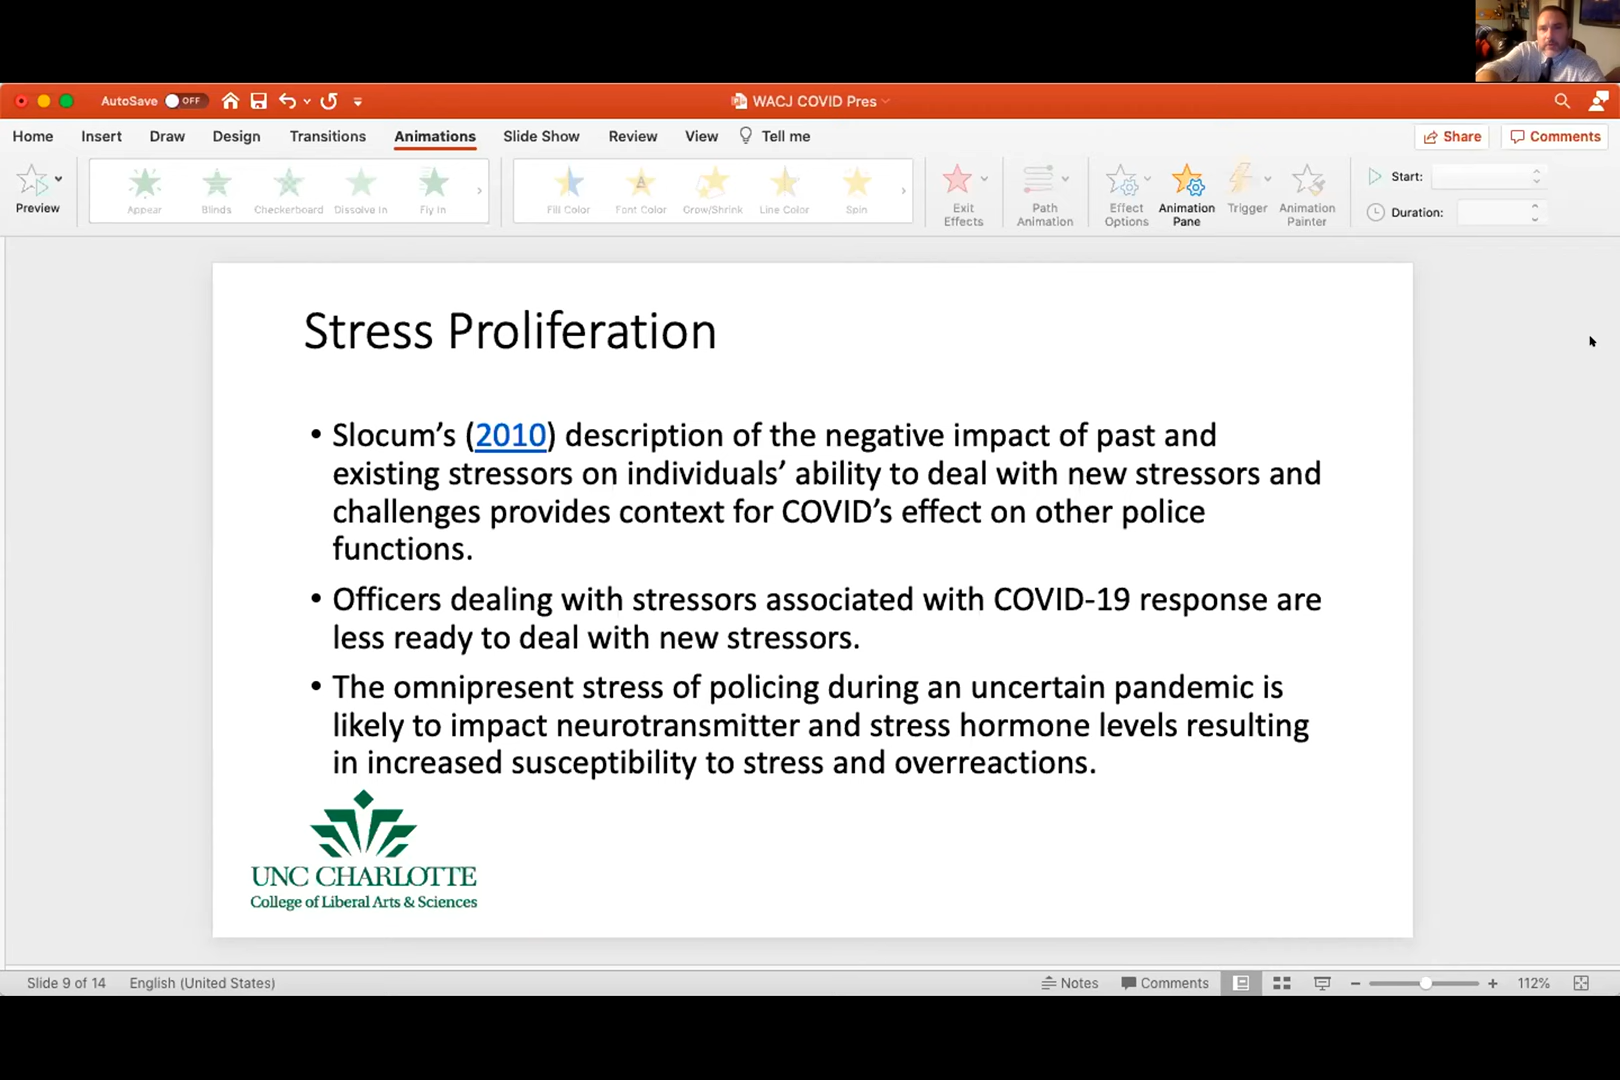 AutoSave OFF
WACJ COVID Pres
Home Insert Draw Design Transitions Animations Slide Show Review View Tell me
Share Comments
Preview
Appear Blinds Checkerboard Dissolve In Fly In
Fill Color Font Color Grow/Shrink Line Color Spin
Exit Effects
Path Animation
Effect Options
Animation Pane
Trigger
Animation Painter
Start:
Duration:
Stress Proliferation
• Slocum’s (2010) description of the negative impact of past and
existing stressors on individuals’ ability to deal with new stressors and
challenges provides context for COVID’s effect on other police
functions.
• Officers dealing with stressors associated with COVID-19 response are
less ready to deal with new stressors.
• The omnipresent stress of policing during an uncertain pandemic is
likely to impact neurotransmitter and stress hormone levels resulting
in increased susceptibility to stress and overreactions.
UNC CHARLOTTE
College of Liberal Arts & Sciences
Slide 9 of 14 English (United States)
Notes Comments 112%